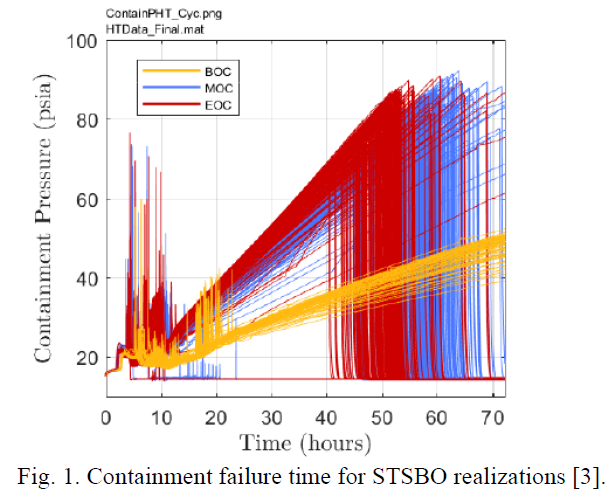 ContainPHT_Cyc.png
HTData_Final.mat
100
80
60
40
20
BOC
MOC
EOC
Containment Pressure (psia)
0 10 20 30 40 50 60 70
Time (hours)
Fig. 1. Containment failure time for STSBO realizations [3].